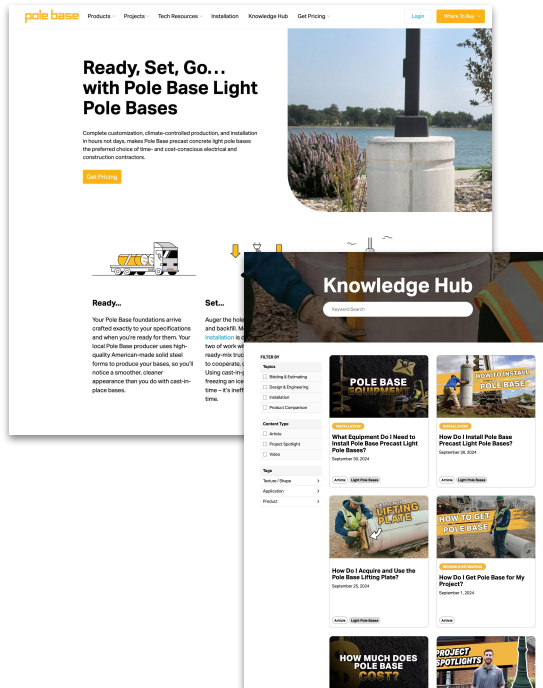 pole base
Products
Projects
Tech Resources
Installation
Knowledge Hub
Get Pricing
Login
Where To Buy
Ready, Set, Go…
with Pole Base Light
Pole Bases
Complete customization, climate-controlled production, and installation
in hours not days, makes Pole Base precast concrete light pole bases
the preferred choice of time- and cost-conscious electrical and
construction contractors.
Get Pricing
Ready...
Your Pole Base foundations arrive
crafted exactly to your specifications
and when you're ready for them. Your
local Pole Base producer uses high-
quality American-made solid steel
forms to produce your bases, so you'll
notice a smoother, cleaner
appearance than you do with cast-in-
place bases.
Set...
Auger the hole
and backfill.
Installation is
two of work w
ready-mix truc
to cooperate,
Using cast-in-p
freezing an ice
time – it's ineff
time.
Knowledge Hub
Keyword Search
FILTER BY
Topics
Bidding & Estimating
Design & Engineering
Installation
Product Comparison
Content Type
Article
Project Spotlight
Video
Tags
Texture / Shape
Application
Product
POLE BASE
EQUIPMENT
INSTALLATION
What Equipment Do I Need to
Install Pole Base Precast Light
Pole Bases?
September 30, 2024
Article
Light Pole Bases
HOW TO INSTALL
POLE BASE
INSTALLATION
How Do I Install Pole Base
Precast Light Pole Bases?
September 30, 2024
Article
Light Pole Bases
LIFTING
PLATE
How Do I Acquire and Use the
Pole Base Lifting Plate?
September 25, 2024
Article
Light Pole Bases
HOW TO GET
POLE BASE
BIDDING & ESTIMATING
How Do I Get Pole Base for My
Project?
September 1, 2024
Article
HOW MUCH DOES
POLE BASE
COST?
PROJECT
SPOTLIGHTS